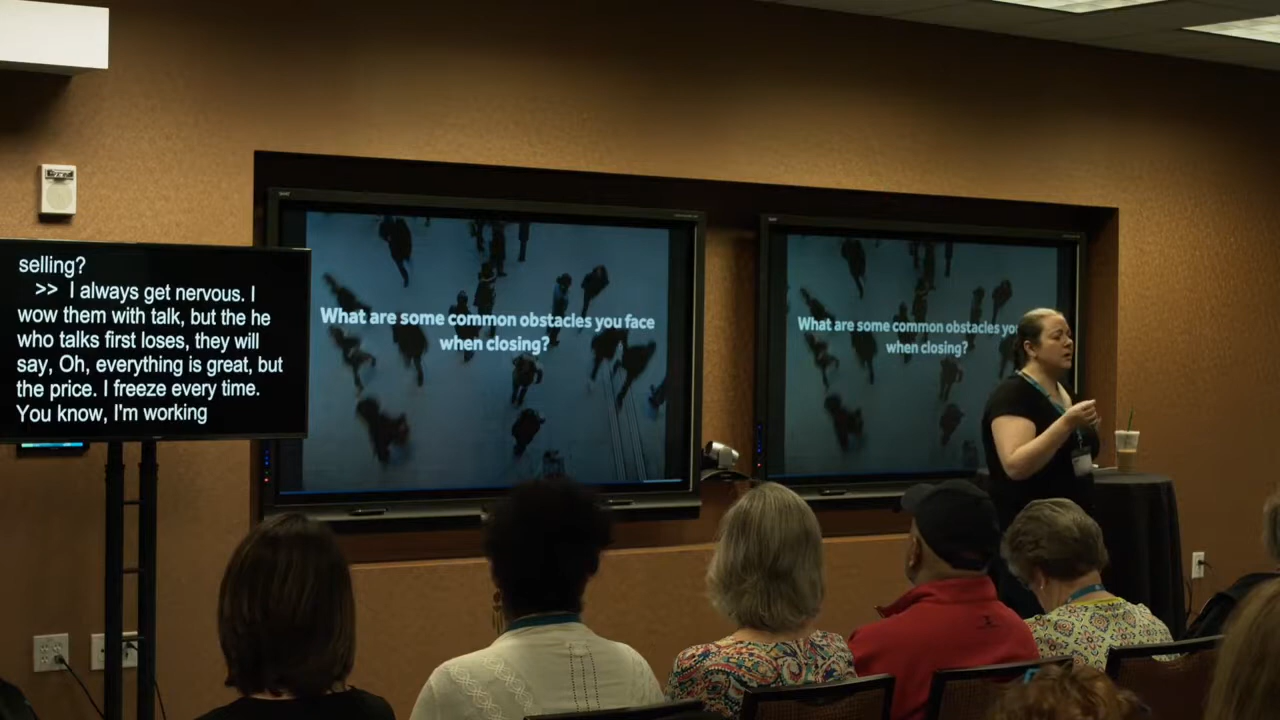 selling?
>> I always get nervous. I
wow them with talk, but the he
who talks first loses, they will
say, Oh, everything is great, but
the price. I freeze every time.
You know, I'm working
What are some common obstacles you face
when closing?
What are some common obstacles you
when closing?